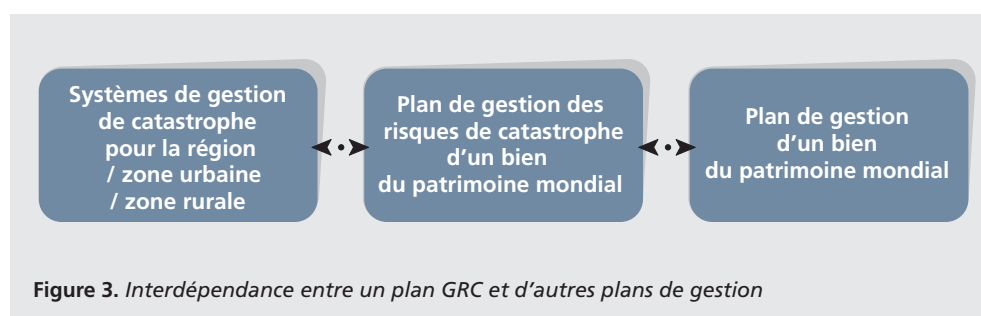 Systèmes de gestion
de catastrophe
pour la région
/ zone urbaine
/ zone rurale
Plan de gestion des
risques de catastrophe
d'un bien
du patrimoine mondial
Plan de gestion
d'un bien
du patrimoine mondial
Figure 3. Interdépendance entre un plan GRC et d'autres plans de gestion